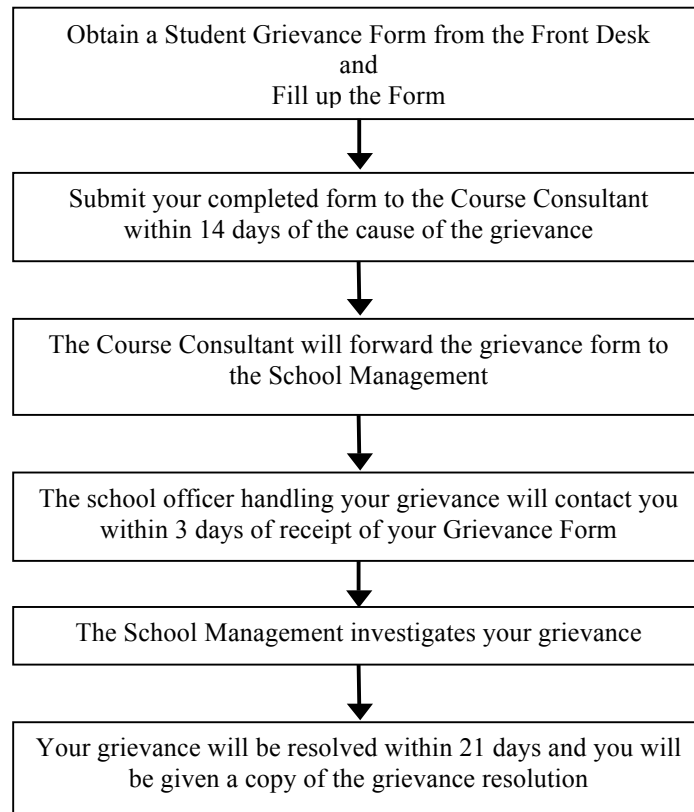 Obtain a Student Grievance Form from the Front Desk
and
Fill up the Form
Submit your completed form to the Course Consultant
within 14 days of the cause of the grievance
The Course Consultant will forward the grievance form to
the School Management
The school officer handling your grievance will contact you
within 3 days of receipt of your Grievance Form
The School Management investigates your grievance
Your grievance will be resolved within 21 days and you will
be given a copy of the grievance resolution